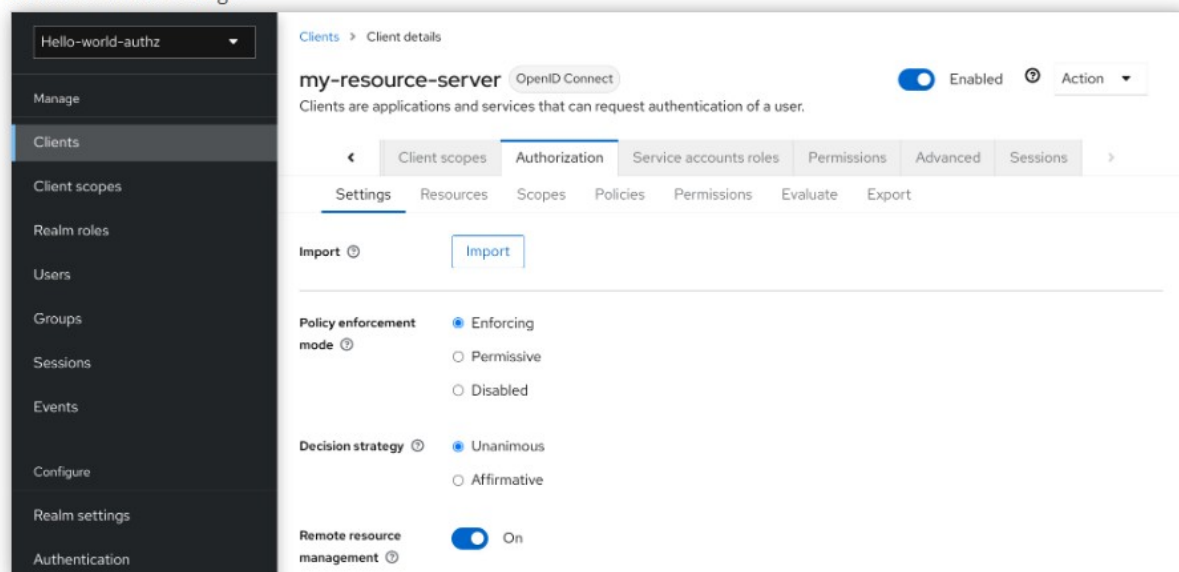 Hello-world-authz
Manage
Clients
Client scopes
Realm roles
Users
Groups
Sessions
Events
Configure
Realm settings
Authentication
Clients > Client details
my-resource-server OpenID Connect
Enabled Action
Clients are applications and services that can request authentication of a user.
Client scopes Authorization Service accounts roles Permissions Advanced Sessions
Settings Resources Scopes Policies Permissions Evaluate Export
Import Import
Policy enforcement
mode
Enforcing
Permissive
Disabled
Decision strategy
Unanimous
Affirmative
Remote resource
management
On